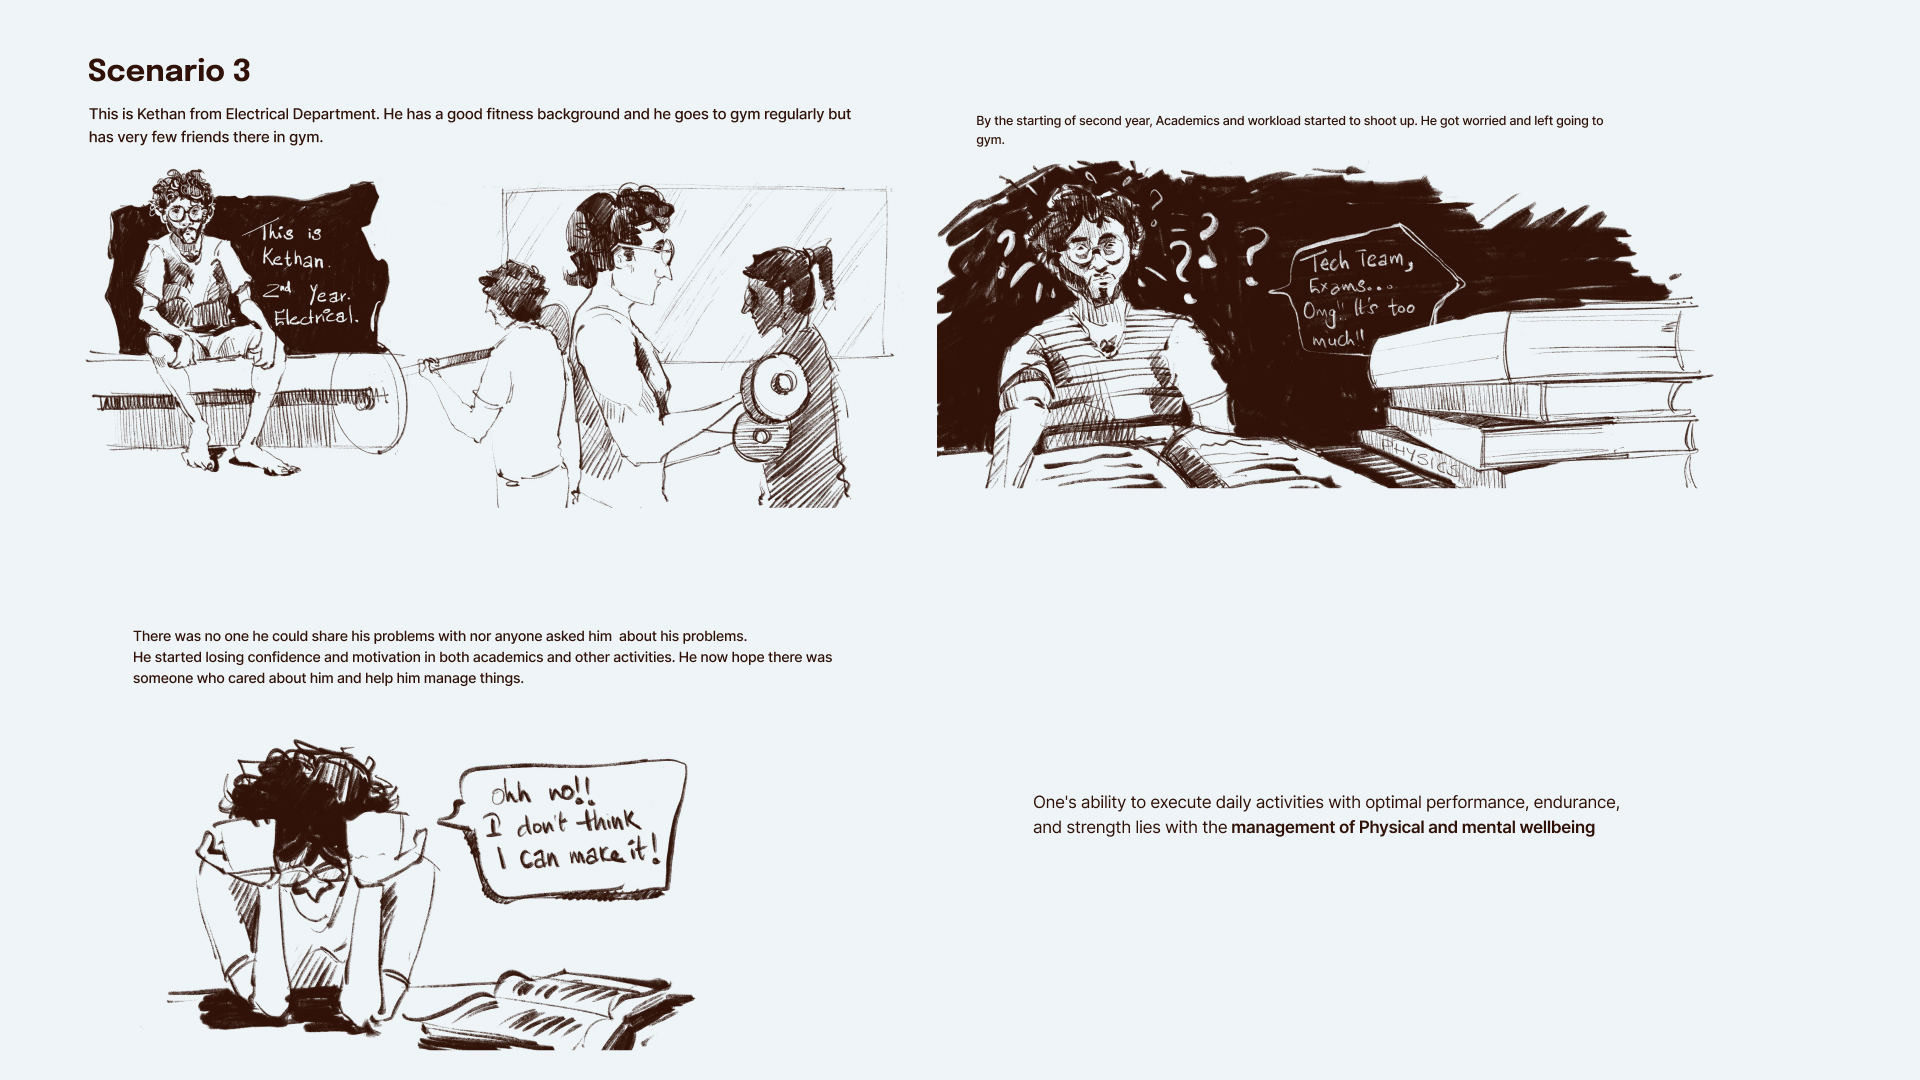 Scenario 3
This is Kethan from Electrical Department. He has a good fitness background and he goes to gym regularly but
has very few friends there in gym.
This is
Kethan.
2nd Year.
Electrical.
By the starting of second year, Academics and workload started to shoot up. He got worried and left going to
gym.
? ? ? ? ?
Tech Team,
Exams...
Omg!! It's too
much!!
PHYSICS
There was no one he could share his problems with nor anyone asked him about his problems.
He started losing confidence and motivation in both academics and other activities. He now hope there was
someone who cared about him and help him manage things.
ohh no!!
I don't think
I can make it!
One's ability to execute daily activities with optimal performance, endurance,
and strength lies with the management of Physical and mental wellbeing